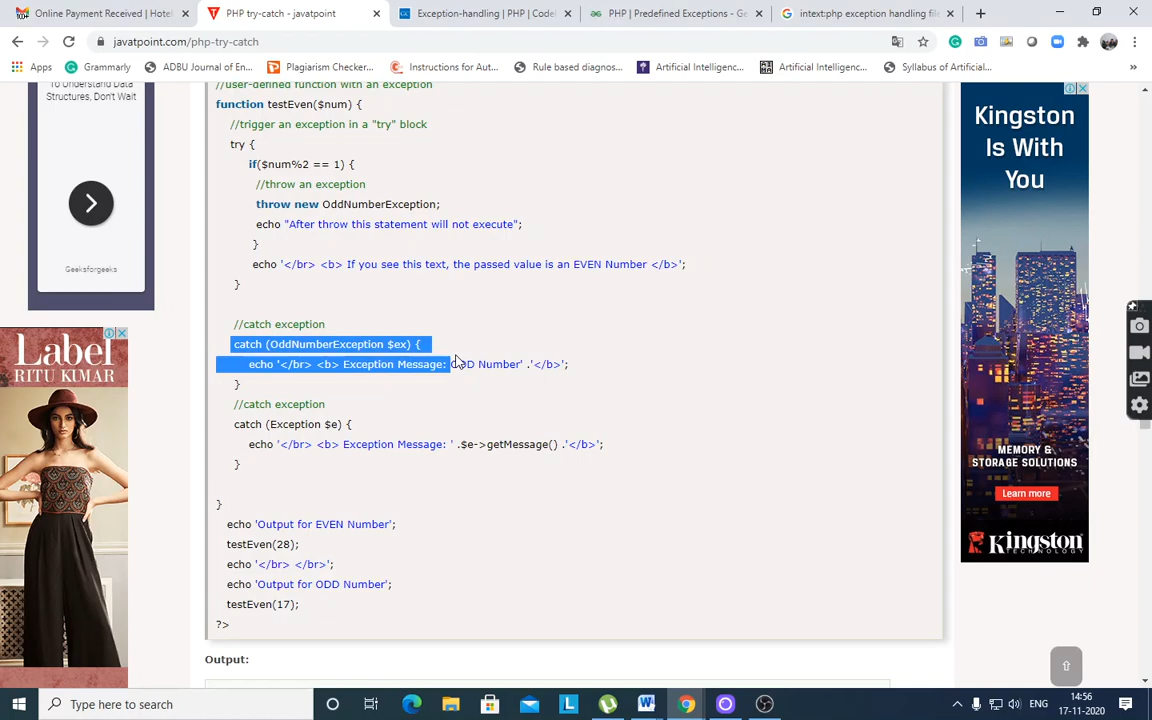 Online Payment Received | Hotel
PHP try-catch - javatpoint
Exception-handling | PHP | Codel
PHP | Predefined Exceptions - Ge
intext:php exception handling file
javatpoint.com/php-try-catch
Apps
Grammarly
ADBU Journal of En...
Plagiarism Checker...
Instructions for Aut...
Rule based diagnos...
Artificial Intelligenc...
Artificial Intelligenc...
Syllabus of Artificial...
To Understand Data
Structures, Don't Wait
Geeksforgeeks
Label
RITU KUMAR
//user-defined function with an exception
function testEven($num) {
//trigger an exception in a "try" block
try {
if($num%2 == 1) {
//throw an exception
throw new OddNumberException;
echo "After throw this statement will not execute";
}
echo '</br> <b> If you see this text, the passed value is an EVEN Number </b>';
}
//catch exception
catch (OddNumberException $ex) {
echo '</br> <b> Exception Message: ODD Number' .'</b>';
}
//catch exception
catch (Exception $e) {
echo '</br> <b> Exception Message: ' .$e->getMessage() .'</b>';
}
}
echo 'Output for EVEN Number';
testEven(28);
echo '</br> </br>';
echo 'Output for ODD Number';
testEven(17);
?>
Output:
Kingston
Is With
You
MEMORY &
STORAGE SOLUTIONS
Learn more
Kingston
TECHNOLOGY
Type here to search
ENG
14:56
17-11-2020